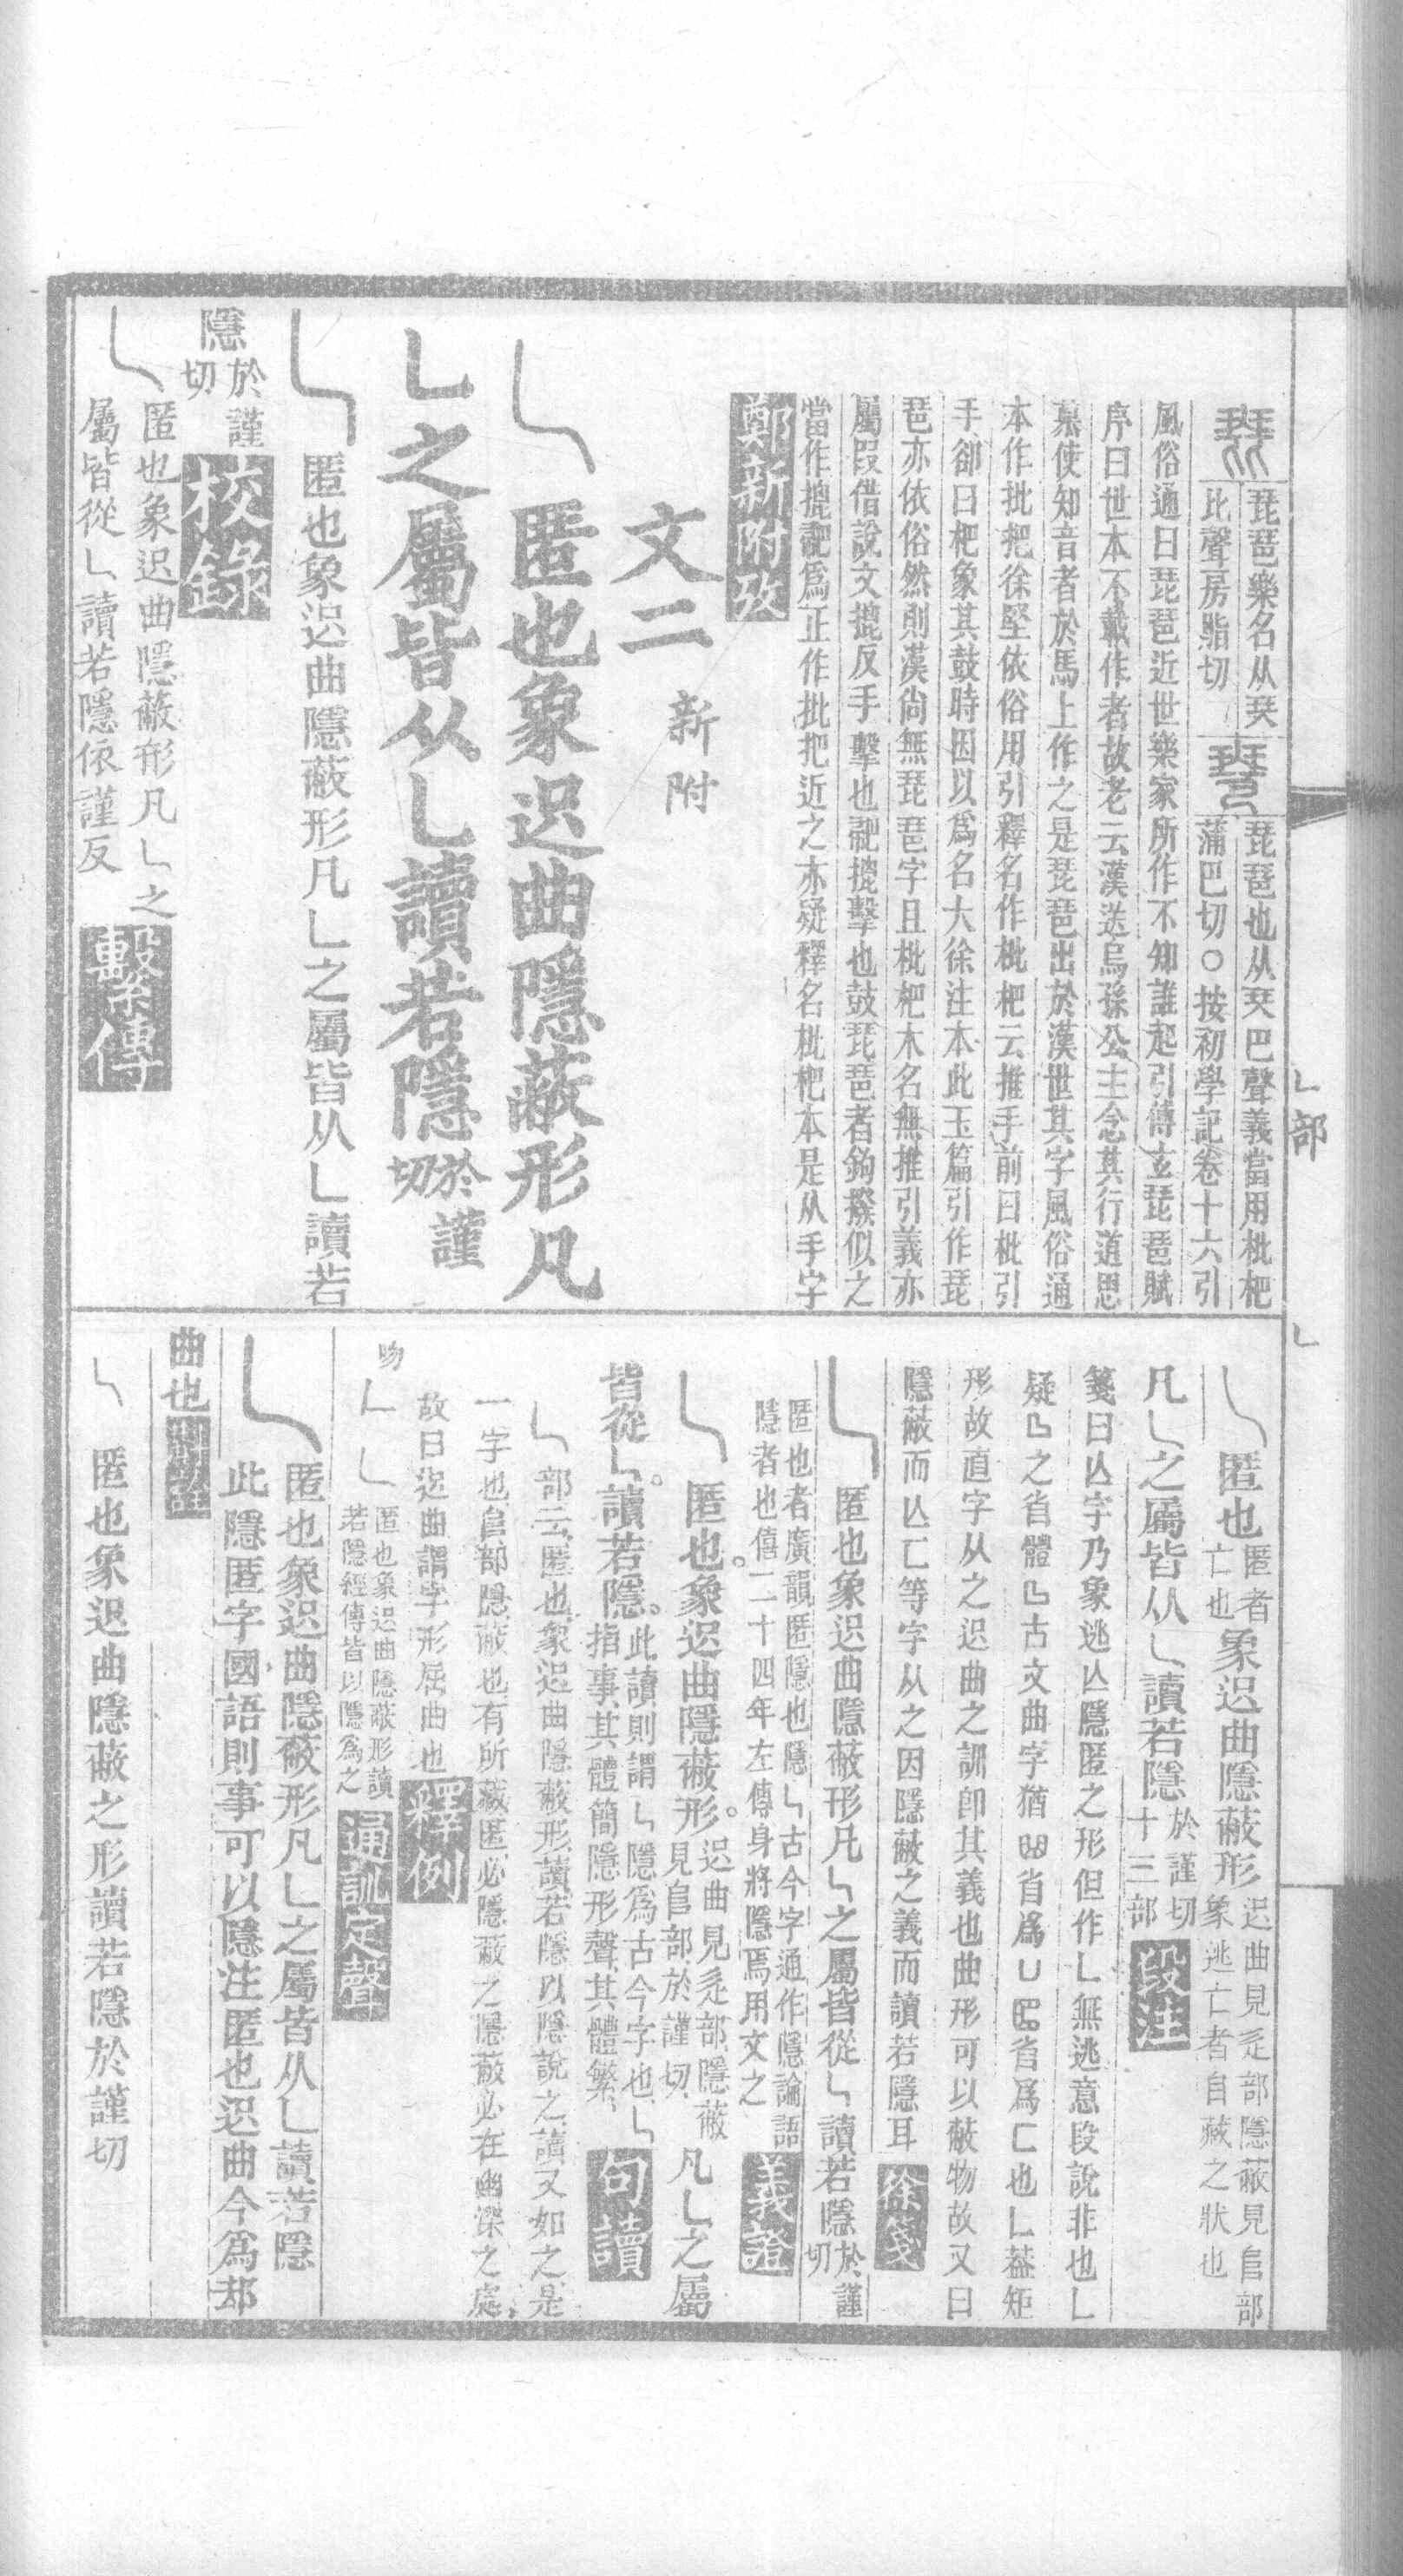 琵琶樂名从珡
比聲房脂切
琵琶也从珡巴聲義當用枇杷
蒲巴切○按初學記卷十六引
風俗通曰琵琶近世樂家所作不知誰起引傅玄琵琶賦
序曰世本不載作者故老云漢送烏孫公主念其行道思
慕使知音者於馬上作之是琵琶出於漢世其字風俗通
本作批把徐堅依俗用引釋名作枇杷云推手前曰枇引
手卻曰杷象其鼓時因以爲名大徐注本此玉篇引作琵
琶亦依俗然則漢尙無琵琶字且枇杷木名無推引義亦
屬叚借說文㧙反手擊也𢱧㩴擊也鼓琵琶者鉤撥似之
當作㧙𢱧爲正作批把近之亦疑釋名枇杷本是从手字
鄭新附攷
文二 新附
乚 匿也象迟曲隱蔽形凡
乚之屬皆从乚讀若隱
於謹
切
乚 匿也象迟曲隱蔽形凡乚之屬皆从乚讀若
隱
於謹
切
校錄
乚 匿也象迟曲隱蔽形凡乚之
屬皆從乚讀若隱依謹反
繫傳
乚部
乚
乚 匿也
匿者
亡也
象迟曲隱蔽形
迟曲見辵部隱蔽見𨸏部
象逃亡者自藏之狀也
凡乚之屬皆从乚讀若隱
於謹切
十三部
段注
箋曰亾字乃象逃亾隱匿之形但作乚無逃意段說非也乚
疑𠃊之省體𠃊古文曲字猶𠚖省爲凵𠥓省爲匚也乚葢矩
形故直字从之迟曲之訓卽其義也曲形可以蔽物故又曰
隱蔽而亾匚等字从之因隱蔽之義而讀若隱耳
徐箋
乚 匿也象迟曲隱蔽形凡乚之屬皆從乚讀若隱
於謹
切
匿也者廣韻匿隱也隱乚古今字通作隱論語
隱者也僖二十四年左傳身將隱焉用文之
義證
乚 匿也。象迟曲隱蔽形。
迟曲見辵部隱蔽
見𨸏部於謹切
凡乚之屬
皆從乚。讀若隱。
此讀則謂乚隱爲古今字也乚
指事其體簡隱形聲其體繁
句讀
乚部云匿也象迟曲隱蔽形讀若隱以隱說之讀又如之是
一字也𨸏部隱蔽也有所藏匿必隱蔽之隱蔽必在幽深之處
故曰迟曲謂字形屈曲也
釋例
吻
乚 乚
匿也象迟曲隱蔽形讀
若隱經傳皆以隱爲之
通訓定聲
乚 匿也象迟曲隱蔽形凡乚之屬皆从乚讀若隱
此隱匿字國語則事可以隱注匿也迟曲今爲却
曲也
斠詮
乚 匿也象迟曲隱蔽之形讀若隱於謹切